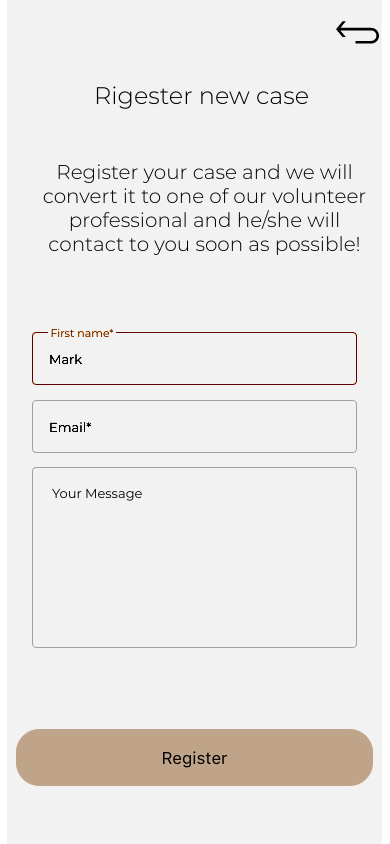 Rigester new case
Register your case and we will
convert it to one of our volunteer
professional and he/she will
contact to you soon as possible!
First name*
Mark
Email*
Your Message
Register